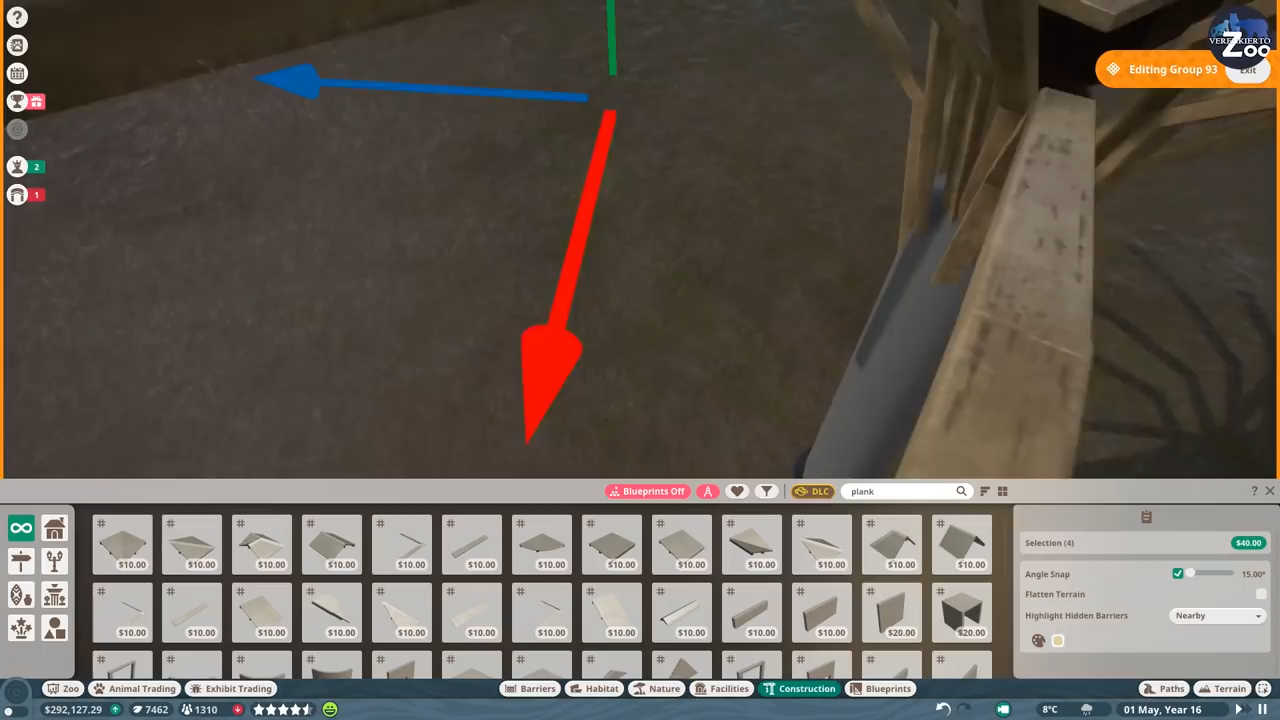 ?
VEREKKIERTO
Zoo
Editing Group 93
Exit
2
1
Blueprints Off
DLC
plank
?
$10.00 $10.00 $10.00 $10.00 $10.00 $10.00 $10.00 $10.00 $10.00 $10.00 $10.00 $10.00 $10.00
$10.00 $10.00 $10.00 $10.00 $10.00 $10.00 $10.00 $10.00 $10.00 $10.00 $10.00 $20.00 $20.00
Selection (4) $40.00
Angle Snap 15.00°
Flatten Terrain
Highlight Hidden Barriers Nearby
Zoo Animal Trading Exhibit Trading Barriers Habitat Nature Facilities Construction Blueprints Paths Terrain
$292,127.29 7462 1310 8°C 01 May, Year 16